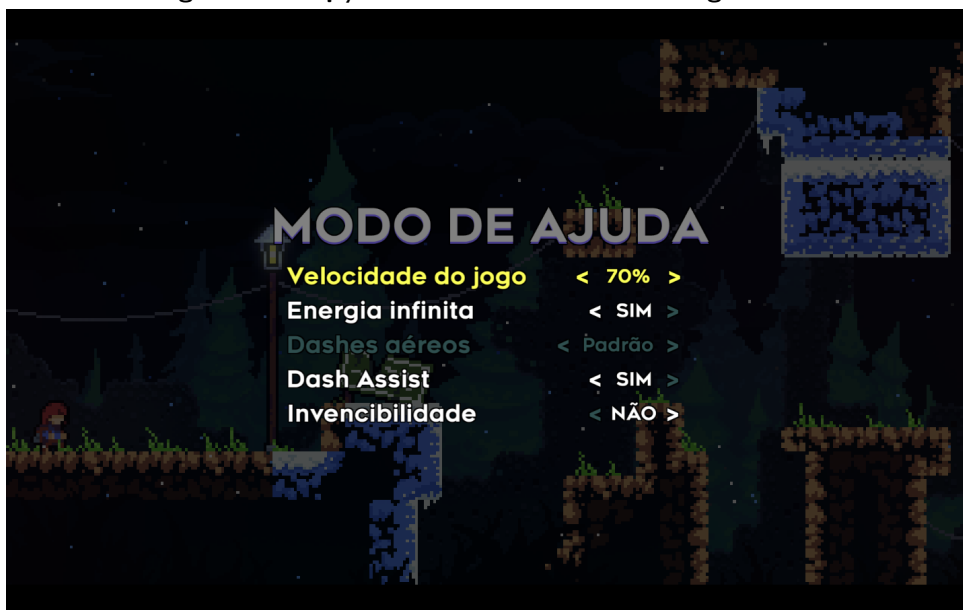 MODO DE AJUDA
Velocidade do jogo < 70% >
Energia infinita < SIM >
Dashes aéreos < Padrão >
Dash Assist < SIM >
Invencibilidade < NÃO >